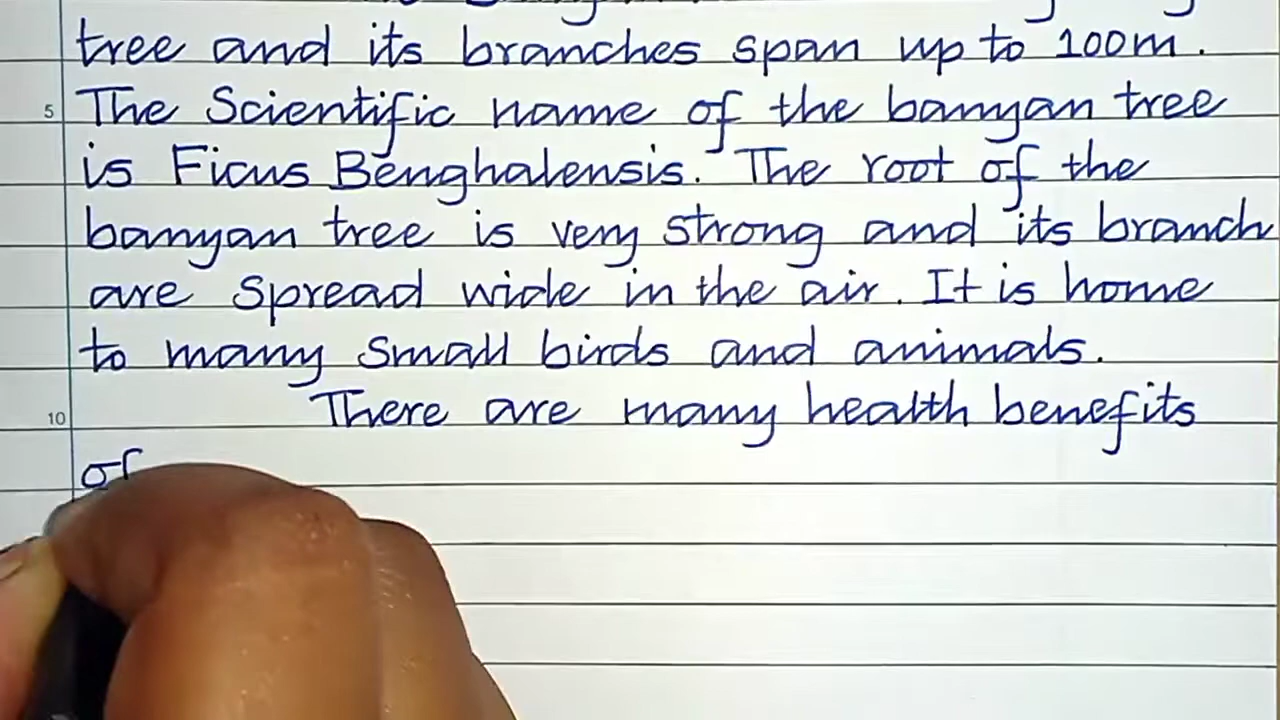 tree and its branches span up to 100m.
5 The Scientific name of the banyan tree
is Ficus Benghalensis. The root of the
banyan tree is very strong and its branch
are spread wide in the air. It is home
to many small birds and animals.
10 There are many health benefits
of